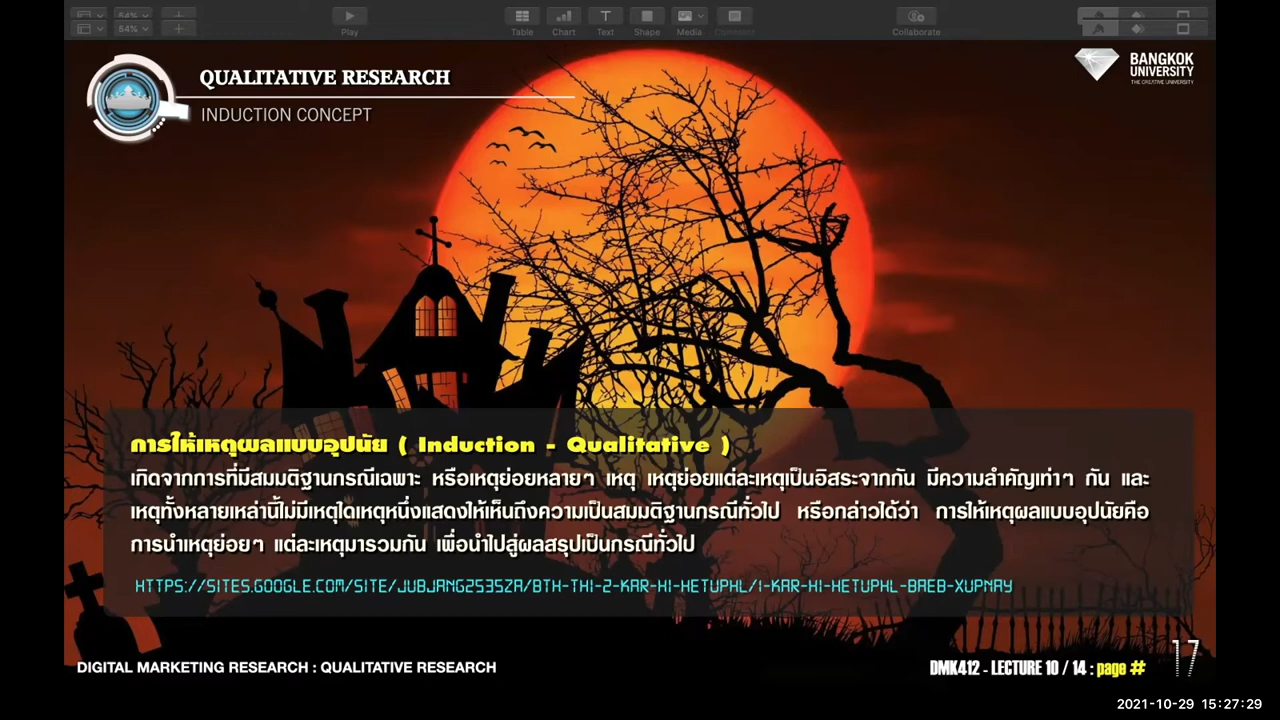 64%
84%
Play
Table
Chart
Text
Shape
Media
Collaborate
QUALITATIVE RESEARCH
INDUCTION CONCEPT
BANGKOK
UNIVERSITY
THE CREATIVE UNIVERSITY
การให้เหตุผลแบบอุปนัย ( Induction - Qualitative )
เกิดจากการที่มีสมมติฐานกรณีเฉพาะ หรือเหตุย่อยหลายๆ เหตุ เหตุย่อยแต่ละเหตุเป็นอิสระจากกัน มีความสำคัญเท่าๆ กัน และ
เหตุทั้งหลายเหล่านี้ไม่มีเหตุใดเหตุหนึ่งแสดงให้เห็นถึงความเป็นสมมติฐานกรณีทั่วไป หรือกล่าวได้ว่า การให้เหตุผลแบบอุปนัยคือ
การนำเหตุย่อยๆ แต่ละเหตุมารวมกัน เพื่อนำไปสู่ผลสรุปเป็นกรณีทั่วไป
HTTPS://SITES.GOOGLE.COM/SITE/JUBJANG2535ZA/BTH-THI-2-KAR-HI-HETUPHL/1-KAR-HI-HETUPHL-BAEB-XUPNAY
DIGITAL MARKETING RESEARCH : QUALITATIVE RESEARCH
DMK412 - LECTURE 10 / 14 : page # 17
2021-10-29 15:27:29